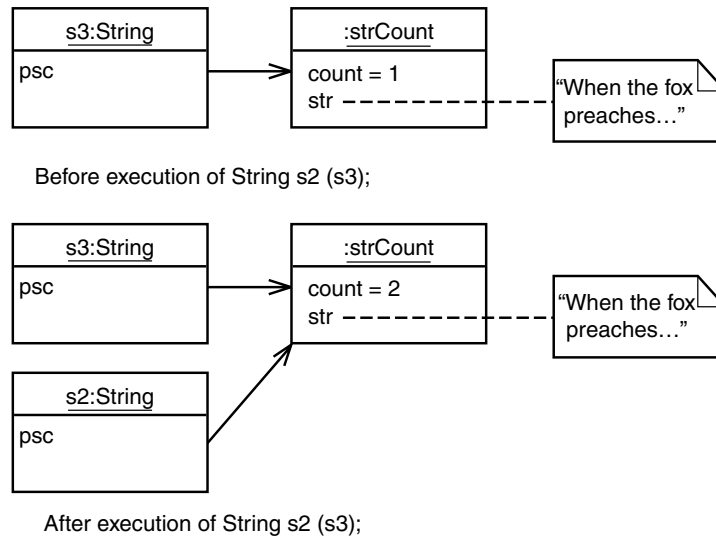 s3:String
psc
:strCount
count = 1
str
“When the fox
preaches…”
Before execution of String s2 (s3);
s3:String
psc
:strCount
count = 2
str
“When the fox
preaches…”
s2:String
psc
After execution of String s2 (s3);